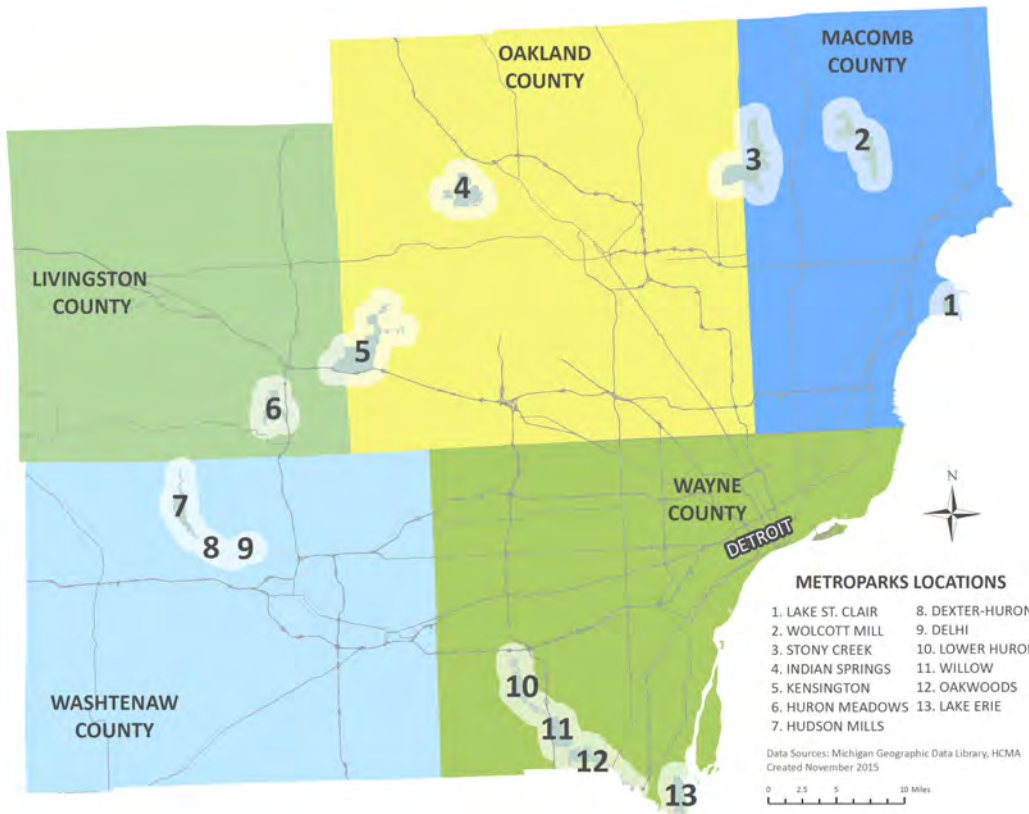 OAKLAND
COUNTY
MACOMB
COUNTY
2
3
4
LIVINGSTON
COUNTY
1
5
6
WAYNE
COUNTY
N
7
8 9
DETROIT
METROPARKS LOCATIONS
1. LAKE ST. CLAIR
2. WOLCOTT MILL
3. STONY CREEK
4. INDIAN SPRINGS
5. KENSINGTON
6. HURON MEADOWS
7. HUDSON MILLS
8. DEXTER-HURON
9. DELHI
10. LOWER HURON
11. WILLOW
12. OAKWOODS
13. LAKE ERIE
10
WASHTENAW
COUNTY
11
12
13
Data Sources: Michigan Geographic Data Library, HCMA
Created November 2015
0 2.5 5 10 Miles